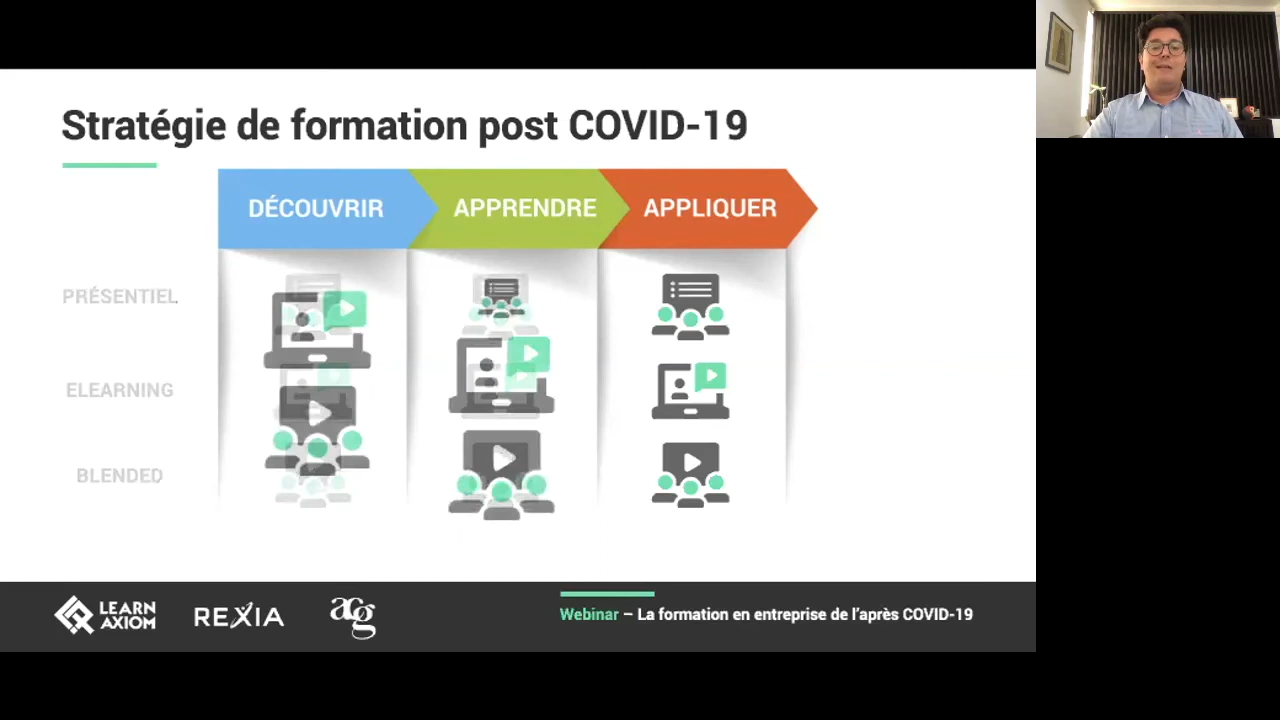 Stratégie de formation post COVID-19
DÉCOUVRIR
APPRENDRE
APPLIQUER
PRÉSENTIEL
ELEARNING
BLENDED
LEARN
AXIOM
REXIA
acg
Webinar – La formation en entreprise de l'après COVID-19